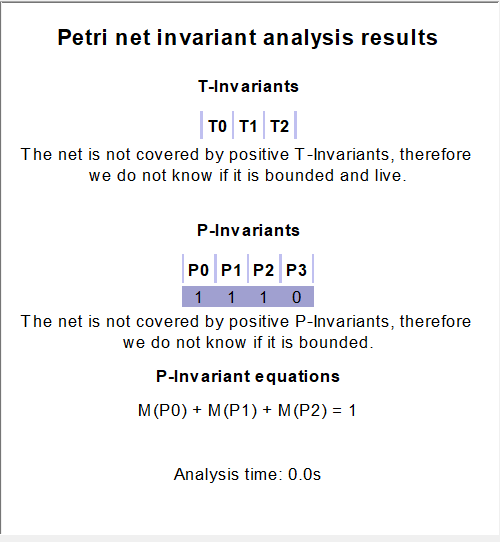 Petri net invariant analysis results
T-Invariants
T0 T1 T2
The net is not covered by positive T-Invariants, therefore
we do not know if it is bounded and live.
P-Invariants
P0 P1 P2 P3
1 1 1 0
The net is not covered by positive P-Invariants, therefore
we do not know if it is bounded.
P-Invariant equations
M(P0) + M(P1) + M(P2) = 1
Analysis time: 0.0s